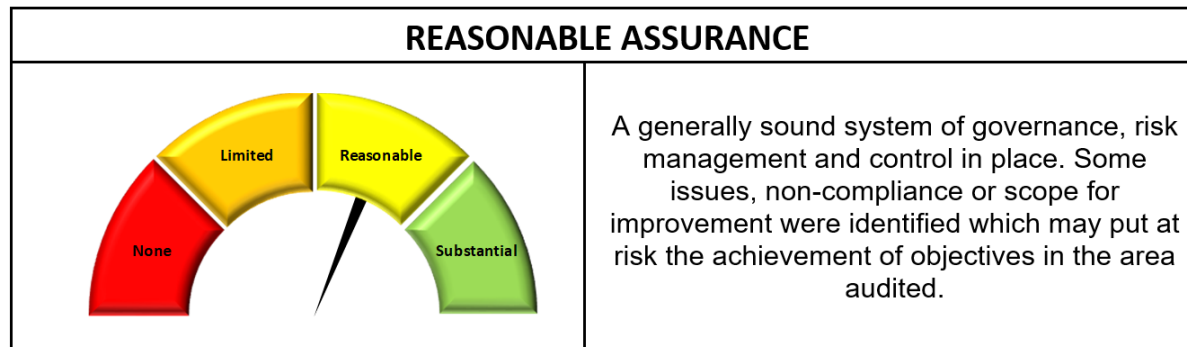 REASONABLE ASSURANCE
Limited
Reasonable
None
Substantial
A generally sound system of governance, risk
management and control in place. Some
issues, non-compliance or scope for
improvement were identified which may put at
risk the achievement of objectives in the area
audited.